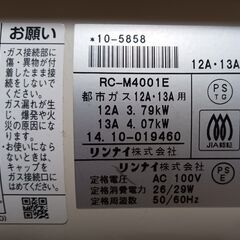 お願い
・ガス接続部に
傷・異物が付
着したまま接
続しないこと
ガス漏れが生
じ、爆発や火
災の原因にな
ります。
・お使いにならな
いときは、
キャップを
ガス接続口に
*10-5858
12A・13A
RC-M4001E
都市ガス12A・13A用
12A 3.79kW
13A 4.07kW
14.10-019460
リンナイ株式会社
PS
TG
JIA認証
リンナイ株式会社
定格電圧 AC 100V
定格消費電力 26/29W
定格周波数 50/60Hz
PS
E